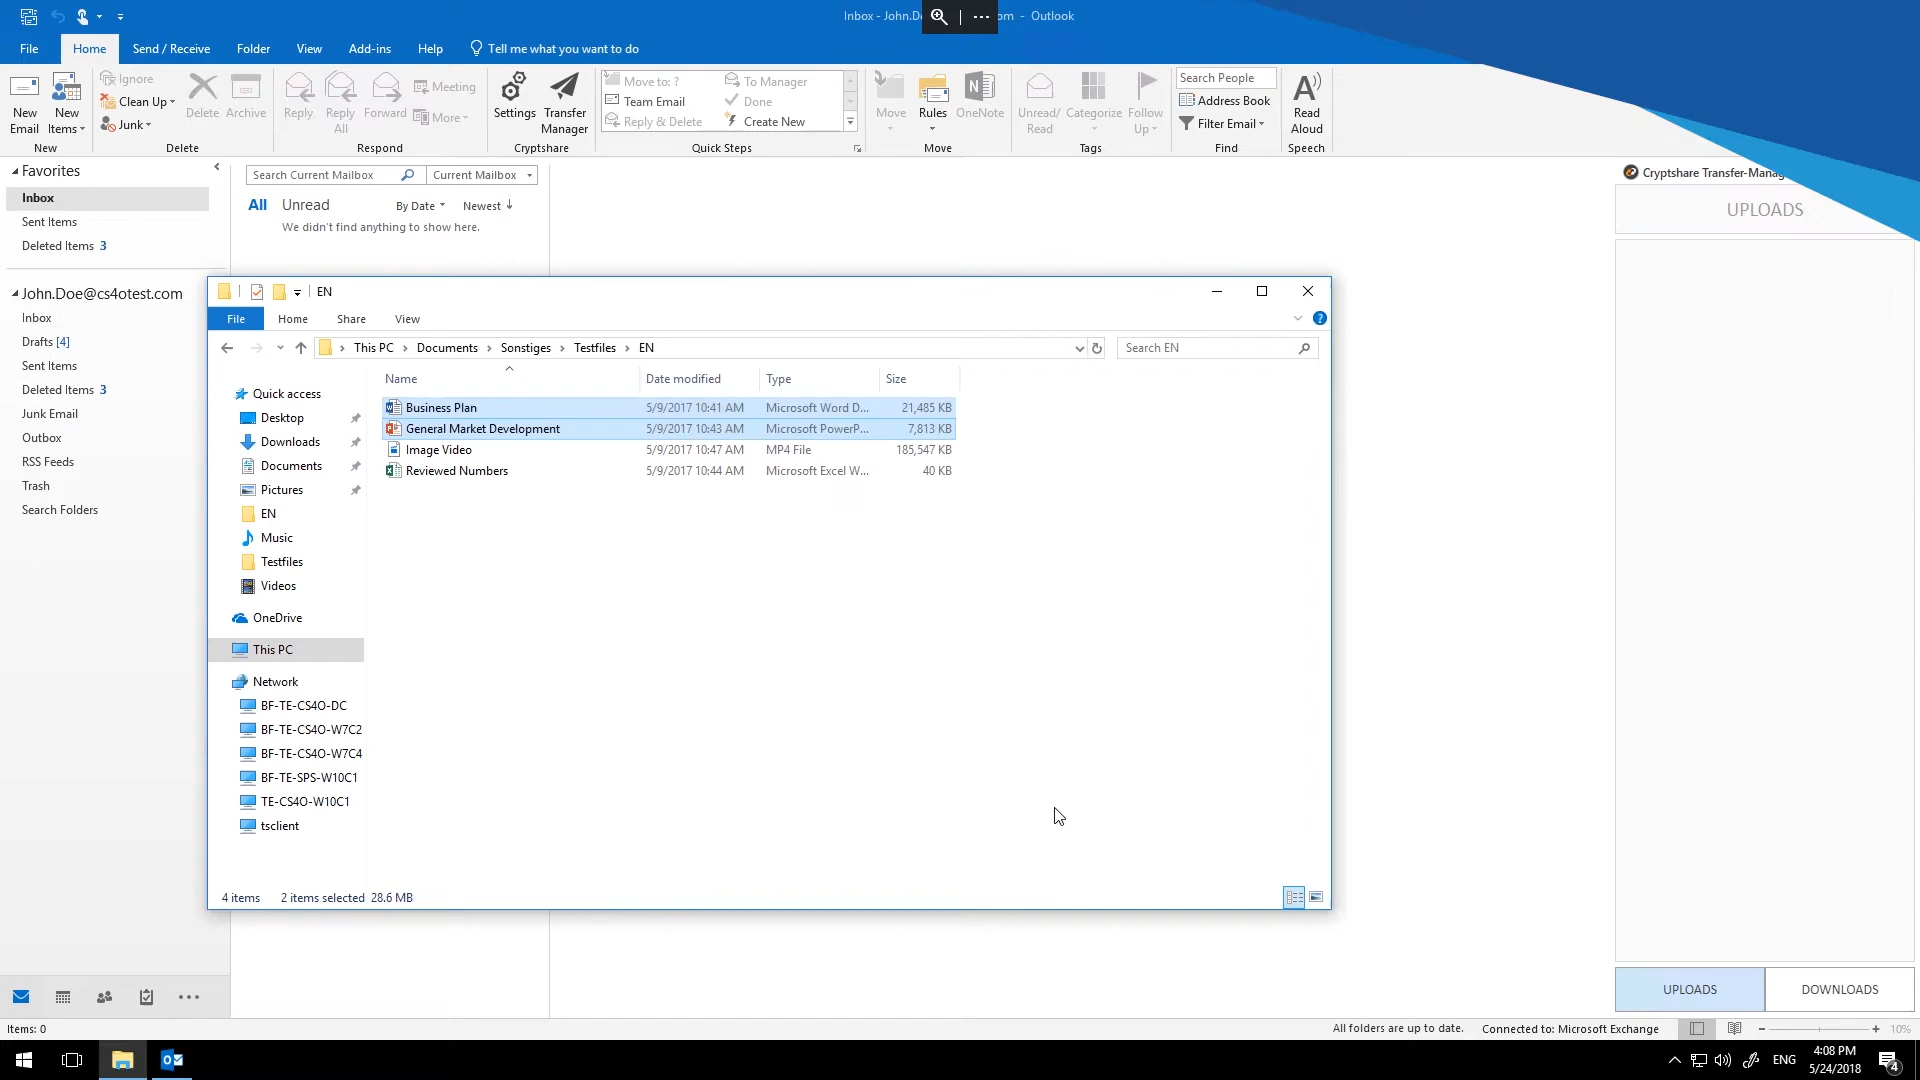 Inbox - John.D
om - Outlook
File Home Send / Receive Folder View Add-ins Help Tell me what you want to do
New Email
New Items
Ignore
Clean Up
Junk
Delete
Archive
Reply
Reply All
Forward
Meeting
More
Settings
Transfer Manager
Move to: ?
Team Email
Reply & Delete
To Manager
Done
Create New
Move
Rules
OneNote
Unread/ Read
Categorize
Follow Up
Search People
Address Book
Filter Email
Read Aloud
New Delete Respond Cryptshare Quick Steps Move Tags Find Speech
Favorites
Inbox
Sent Items
Deleted Items 3
John.Doe@cs4otest.com
Inbox
Drafts [4]
Sent Items
Deleted Items 3
Junk Email
Outbox
RSS Feeds
Trash
Search Folders
Search Current Mailbox Current Mailbox
All Unread By Date Newest
We didn't find anything to show here.
Cryptshare Transfer-Manag
UPLOADS
EN
File Home Share View
This PC Documents Sonstiges Testfiles EN
Search EN
Quick access
Desktop
Downloads
Documents
Pictures
EN
Music
Testfiles
Videos
OneDrive
This PC
Network
BF-TE-CS4O-DC
BF-TE-CS4O-W7C2
BF-TE-CS4O-W7C4
BF-TE-SPS-W10C1
TE-CS4O-W10C1
tsclient
Name Date modified Type Size
Business Plan 5/9/2017 10:41 AM Microsoft Word D... 21,485 KB
General Market Development 5/9/2017 10:43 AM Microsoft PowerP... 7,813 KB
Image Video 5/9/2017 10:47 AM MP4 File 185,547 KB
Reviewed Numbers 5/9/2017 10:44 AM Microsoft Excel W... 40 KB
4 items 2 items selected 28.6 MB
UPLOADS DOWNLOADS
Items: 0
All folders are up to date. Connected to: Microsoft Exchange 10%
ENG
4:08 PM
5/24/2018
4